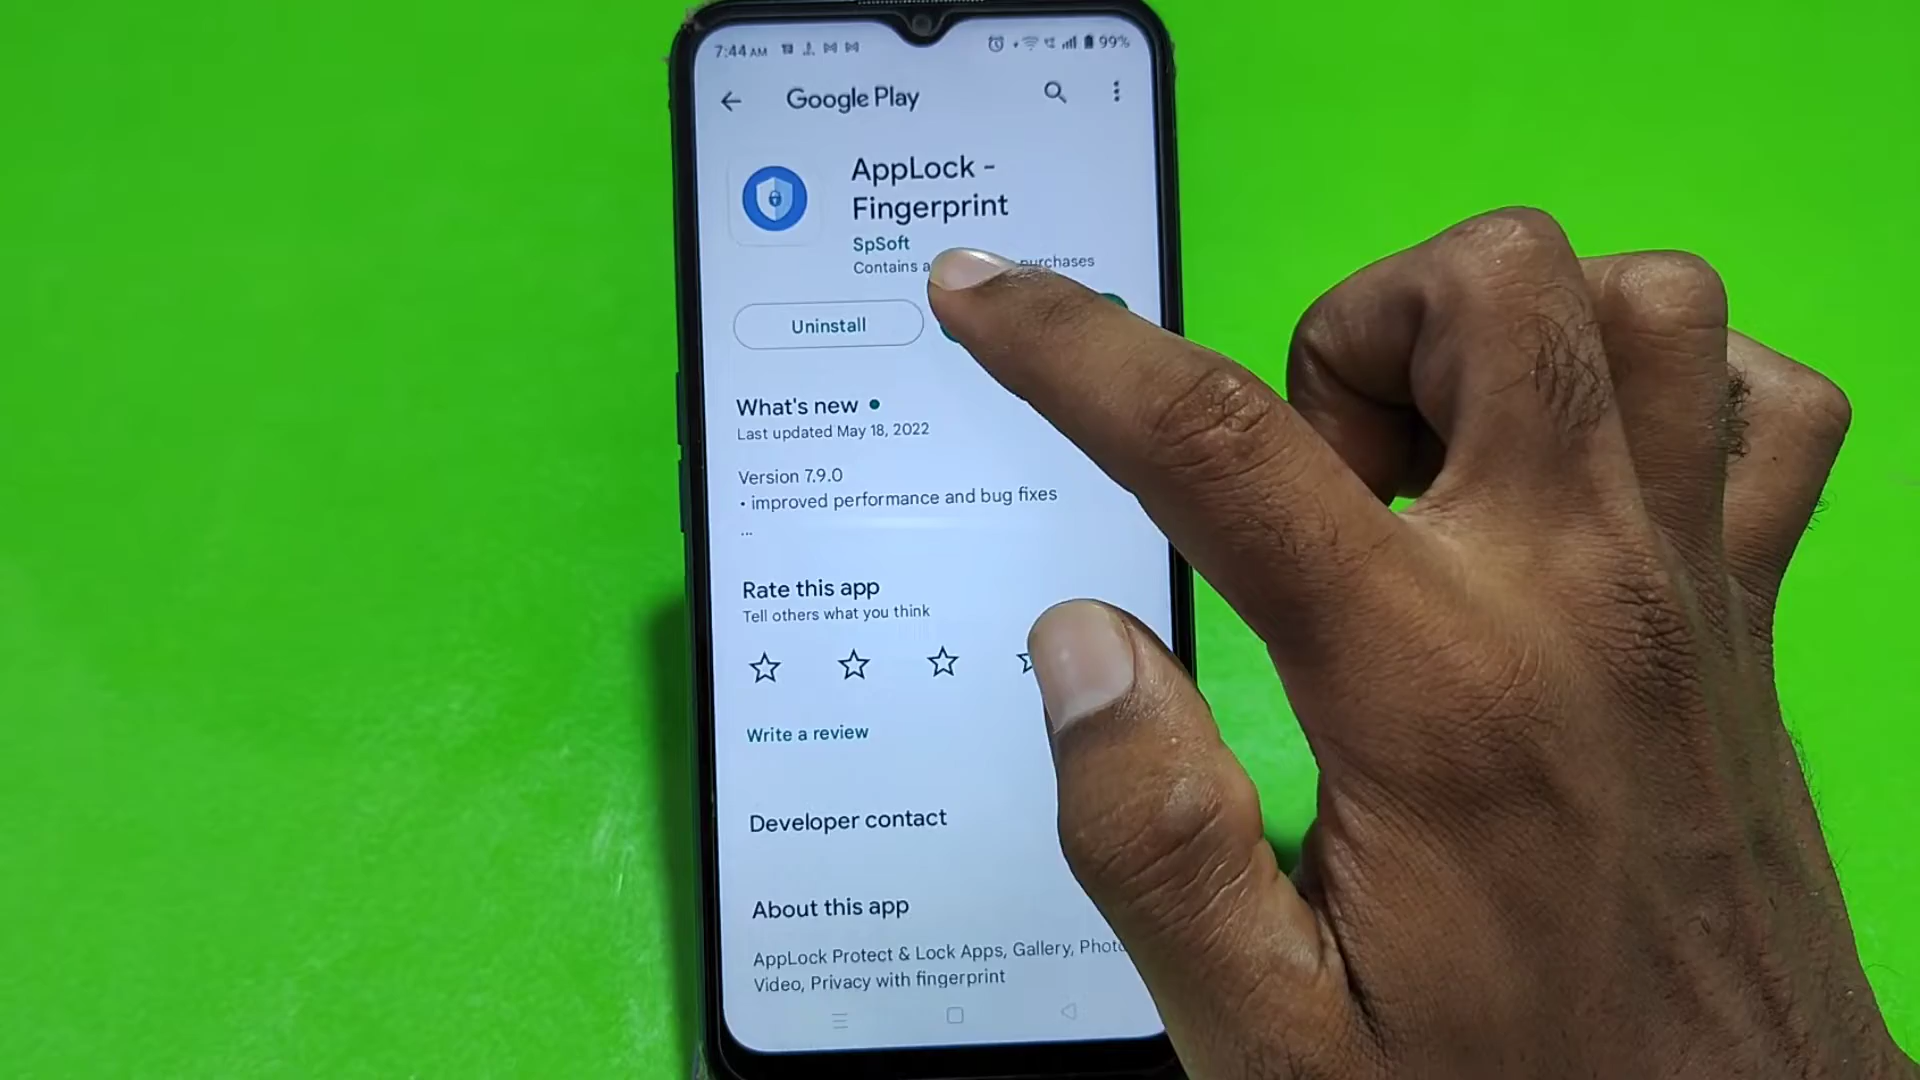 7:44 AM
99%
Google Play
AppLock -
Fingerprint
SpSoft
Contains purchases
Uninstall
What's new
Last updated May 18, 2022
Version 7.9.0
• improved performance and bug fixes
...
Rate this app
Tell others what you think
Write a review
Developer contact
About this app
AppLock Protect & Lock Apps, Gallery, Photo
Video, Privacy with fingerprint